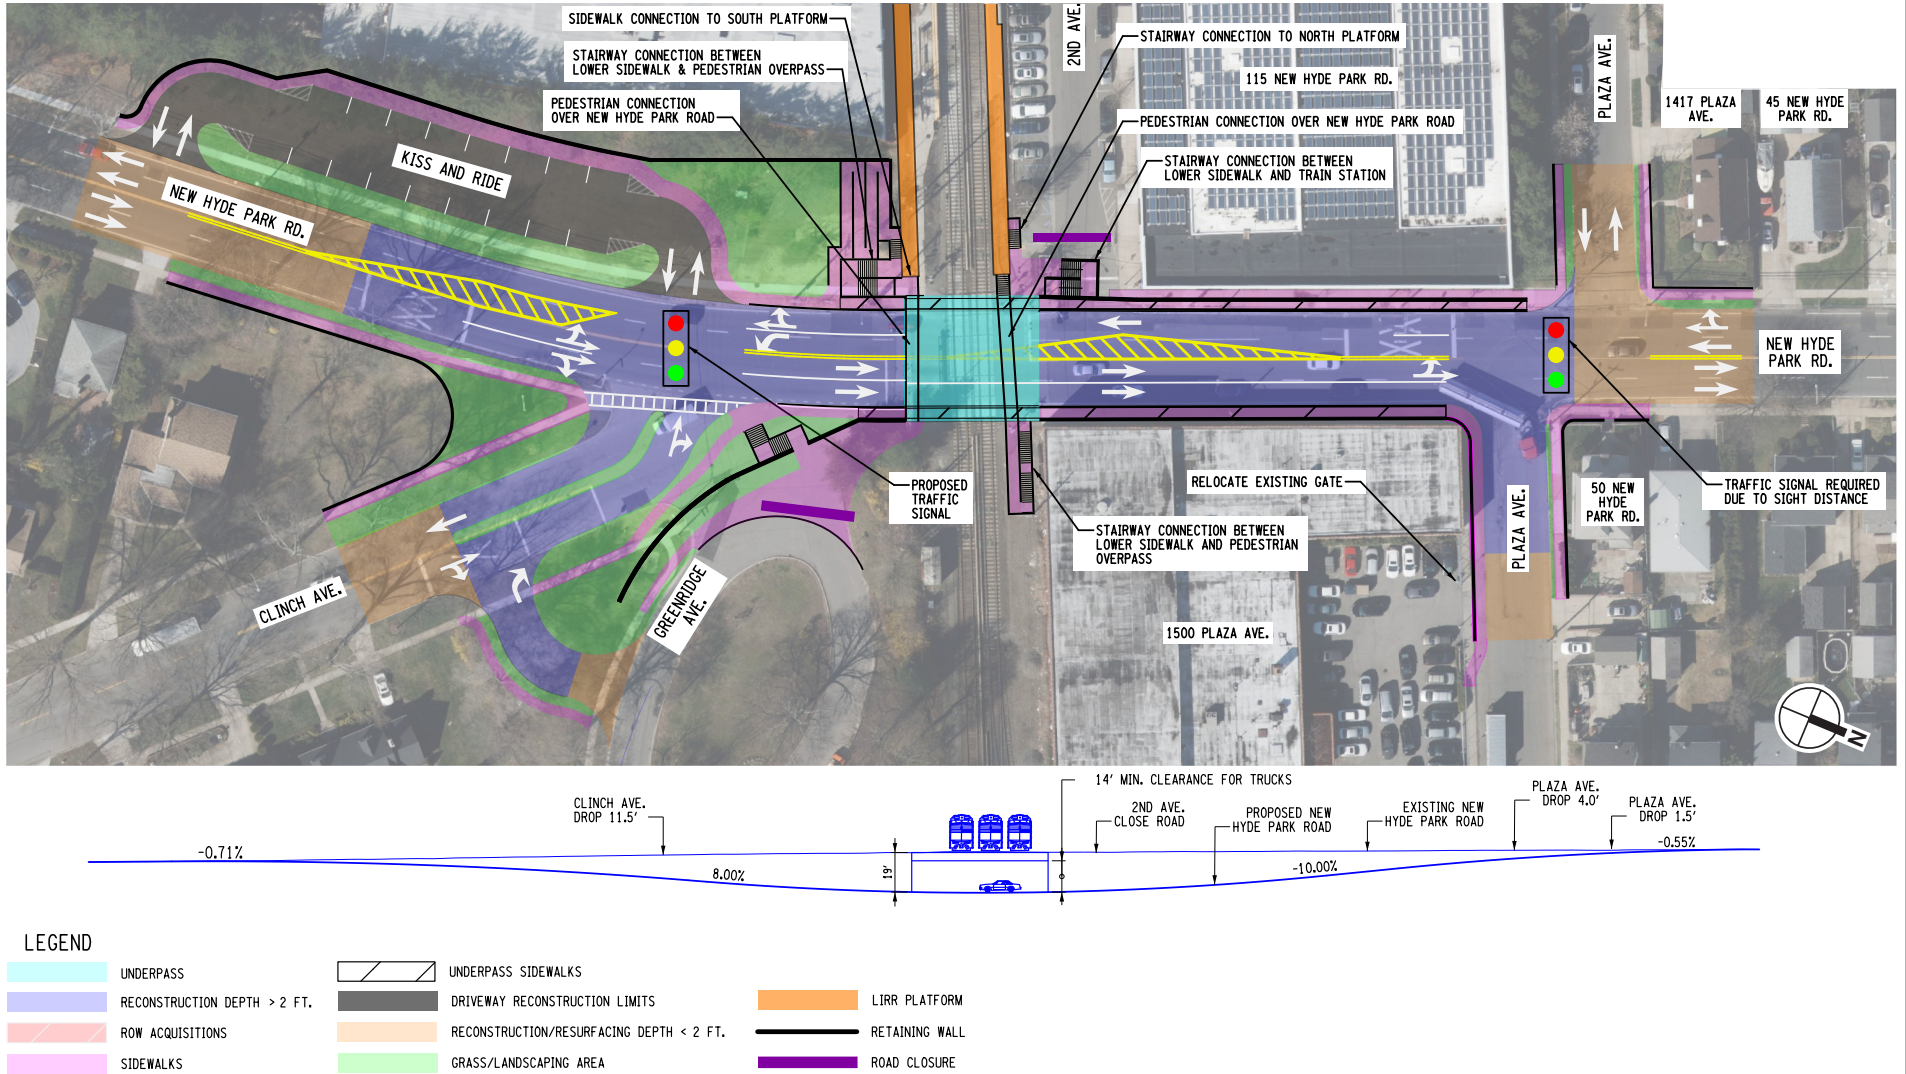 SIDEWALK CONNECTION TO SOUTH PLATFORM
STAIRWAY CONNECTION BETWEEN
LOWER SIDEWALK & PEDESTRIAN OVERPASS
PEDESTRIAN CONNECTION
OVER NEW HYDE PARK ROAD
2ND AVE.
STAIRWAY CONNECTION TO NORTH PLATFORM
115 NEW HYDE PARK RD.
PEDESTRIAN CONNECTION OVER NEW HYDE PARK ROAD
STAIRWAY CONNECTION BETWEEN
LOWER SIDEWALK AND TRAIN STATION
PLAZA AVE.
1417 PLAZA
AVE.
45 NEW HYDE
PARK RD.
KISS AND RIDE
NEW HYDE PARK RD.
NEW HYDE
PARK RD.
PROPOSED
TRAFFIC
SIGNAL
RELOCATE EXISTING GATE
STAIRWAY CONNECTION BETWEEN
LOWER SIDEWALK AND PEDESTRIAN
OVERPASS
PLAZA AVE.
50 NEW
HYDE
PARK RD.
TRAFFIC SIGNAL REQUIRED
DUE TO SIGHT DISTANCE
CLINCH AVE.
GREENRIDGE
AVE.
1500 PLAZA AVE.
N
14' MIN. CLEARANCE FOR TRUCKS
CLINCH AVE.
DROP 11.5'
2ND AVE.
CLOSE ROAD
PROPOSED NEW
HYDE PARK ROAD
EXISTING NEW
HYDE PARK ROAD
PLAZA AVE.
DROP 4.0'
PLAZA AVE.
DROP 1.5'
-0.71%
8.00%
19'
-10.00%
-0.55%
LEGEND
UNDERPASS
RECONSTRUCTION DEPTH > 2 FT.
ROW ACQUISITIONS
SIDEWALKS
UNDERPASS SIDEWALKS
DRIVEWAY RECONSTRUCTION LIMITS
RECONSTRUCTION/RESURFACING DEPTH < 2 FT.
GRASS/LANDSCAPING AREA
LIRR PLATFORM
RETAINING WALL
ROAD CLOSURE